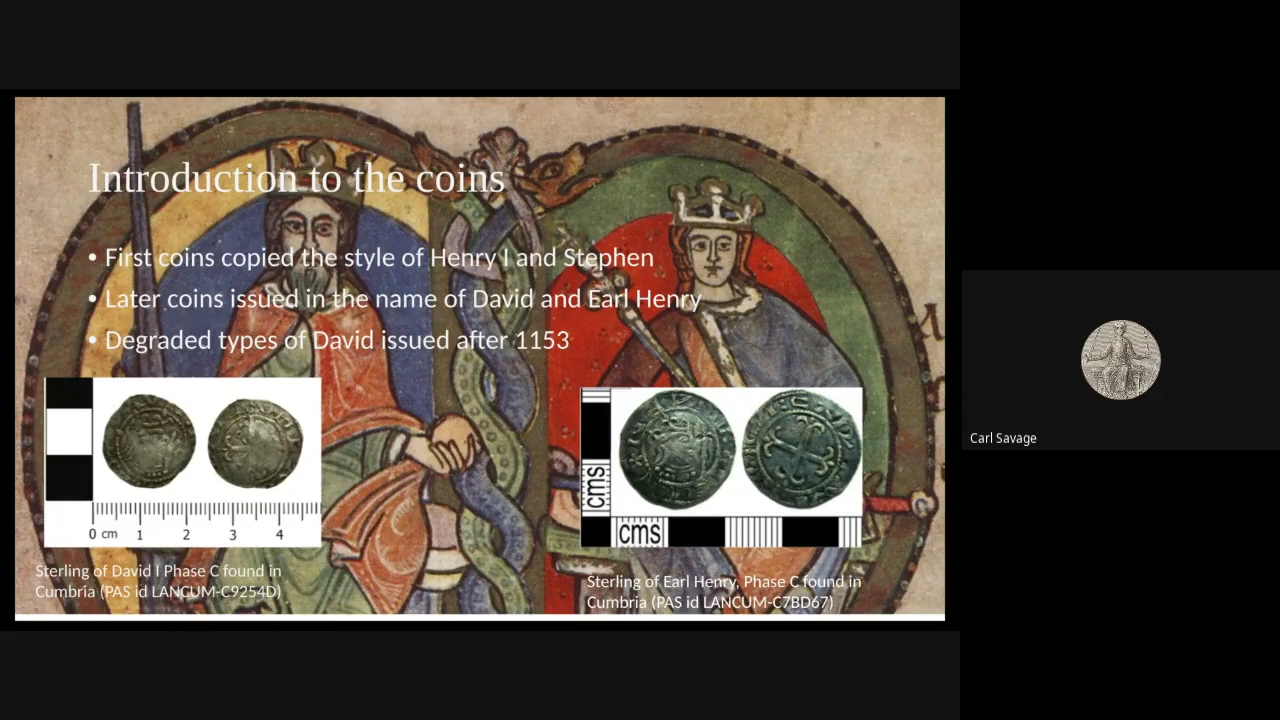 Introduction to the coins
• First coins copied the style of Henry I and Stephen
• Later coins issued in the name of David and Earl Henry
• Degraded types of David issued after 1153
0 cm 1 2 3 4
cms
cms
Sterling of David I Phase C found in
Cumbria (PAS id LANCUM-C9254D)
Sterling of Earl Henry, Phase C found in
Cumbria (PAS id LANCUM-C7BD67)
Carl Savage